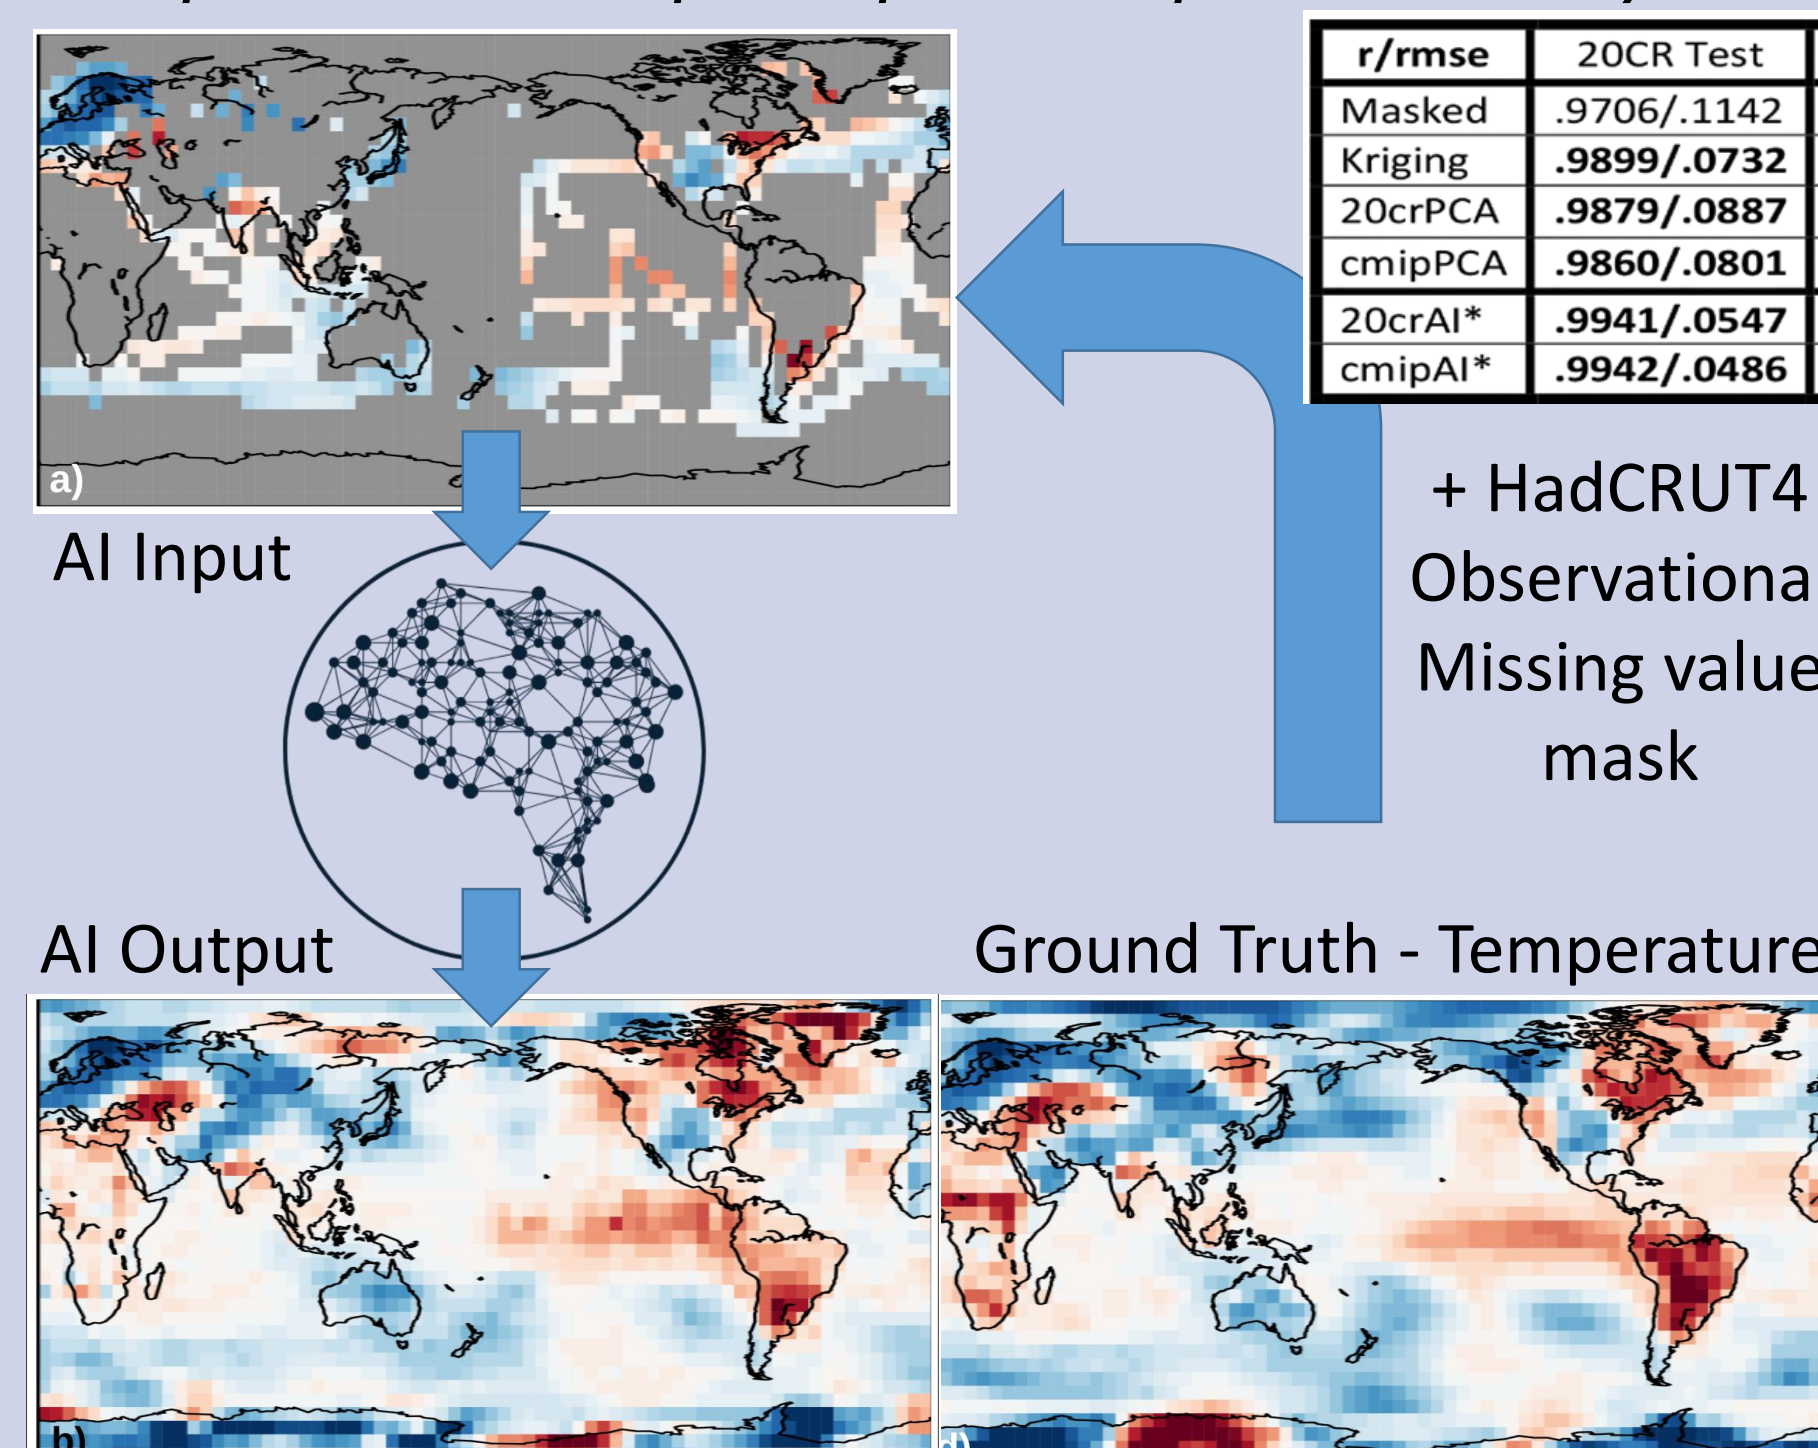 r/rmse 20CR Test
Masked .9706/.1142
Kriging .9899/.0732
20crPCA .9879/.0887
cmipPCA .9860/.0801
20crAI* .9941/.0547
cmipAI* .9942/.0486
a)
+ HadCRUT4
Observationa
Missing value
mask
AI Input
AI Output
Ground Truth - Temperature
b)
d)